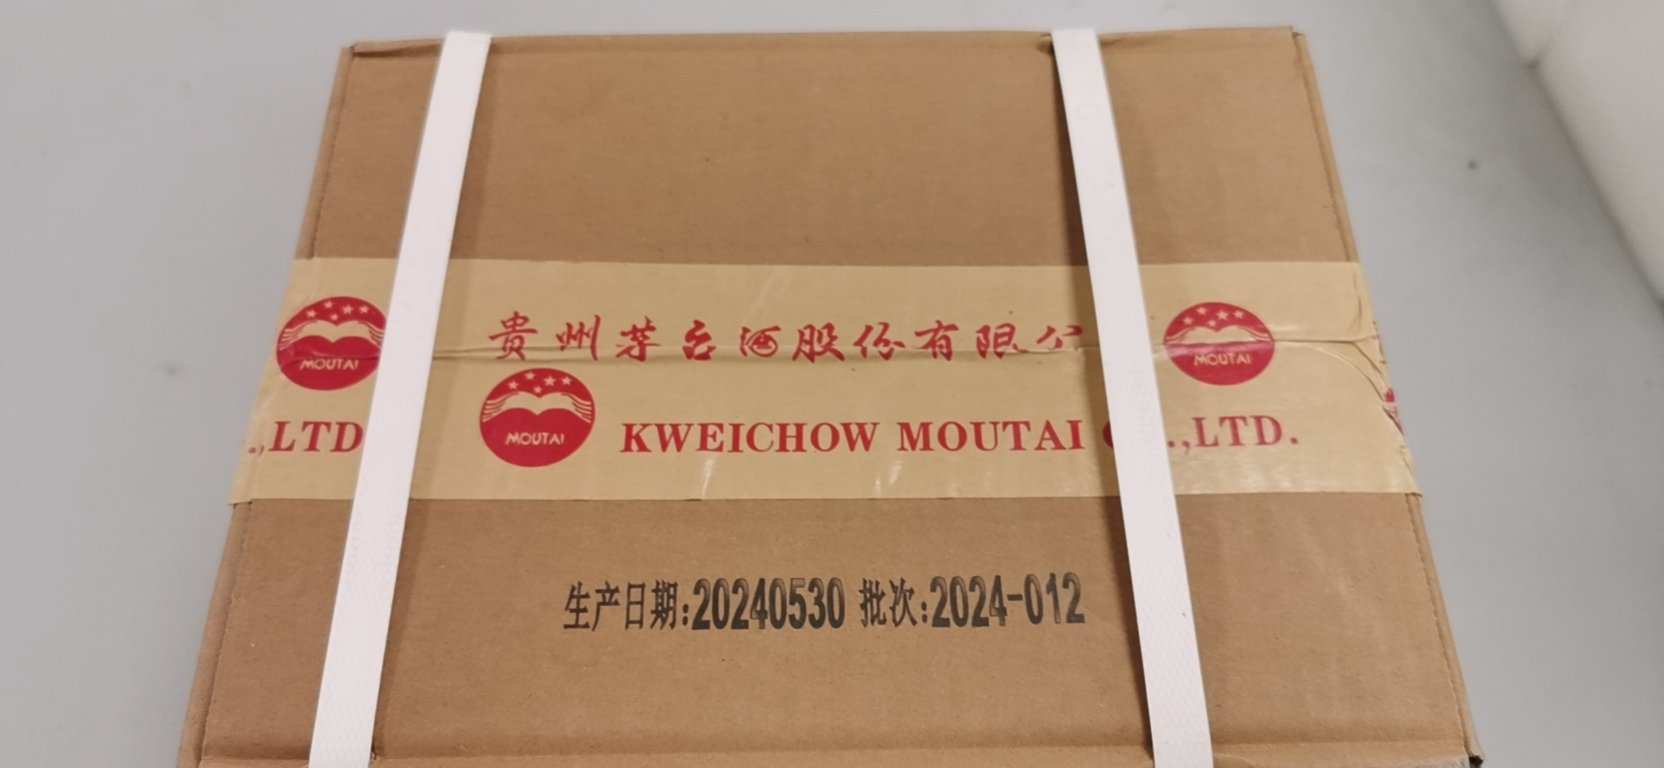 贵州茅台酒股份有限公
MOUTAI
MOUTAI
MOUTAI
.,LTD
KWEICHOW MOUTAI
.,LTD.
生产日期:20240530 批次:2024-012